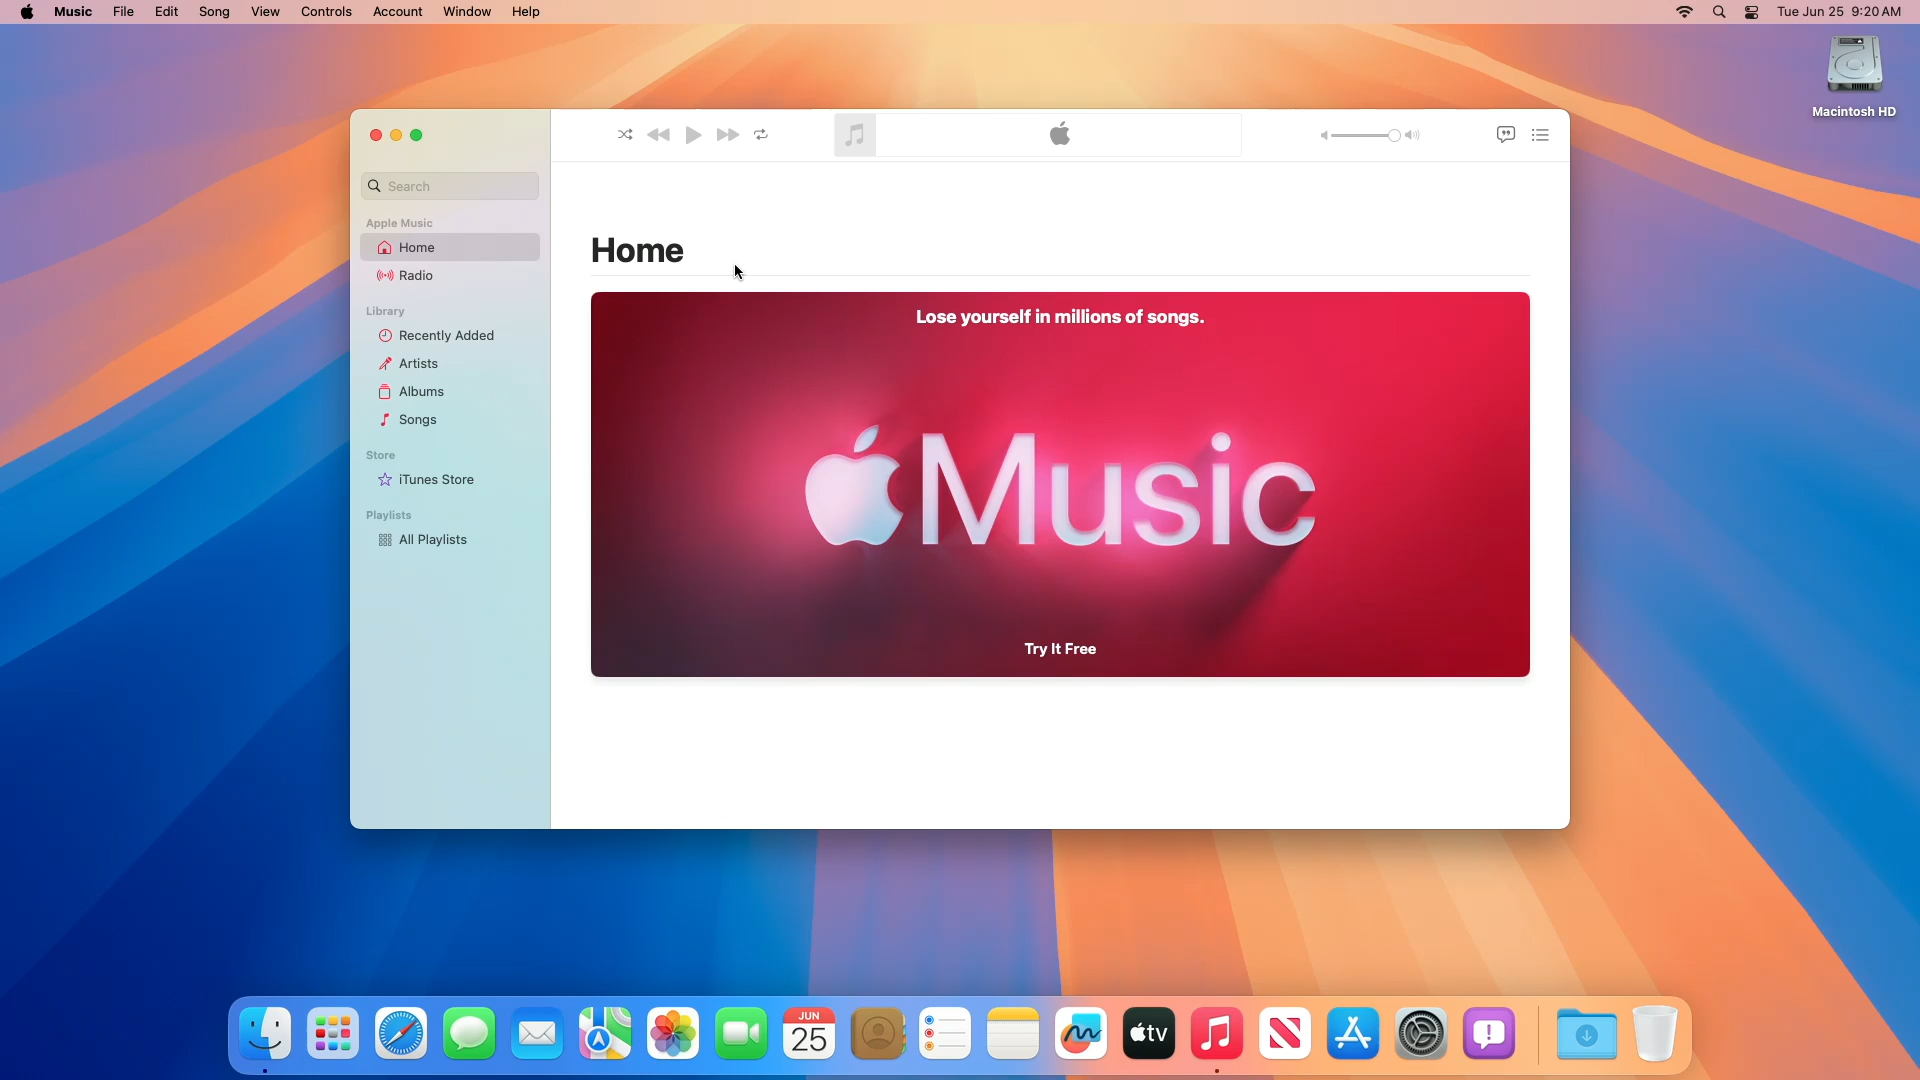 Music File Edit Song View Controls Account Window Help
Tue Jun 25 9:20 AM
Macintosh HD
Search
Apple Music
Home
Radio
Library
Recently Added
Artists
Albums
Songs
Store
iTunes Store
Playlists
All Playlists
Home
Lose yourself in millions of songs.
Music
Try It Free
JUN
25
tv